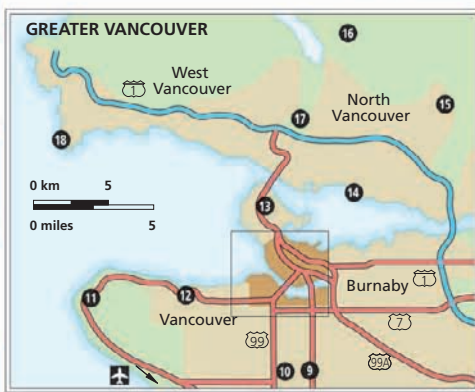 GREATER VANCOUVER
16
1
West
Vancouver
North
Vancouver
15
17
18
0 km 5
14
0 miles 5
13
11
12
Burnaby
1
Vancouver
7
99
99A
10
9